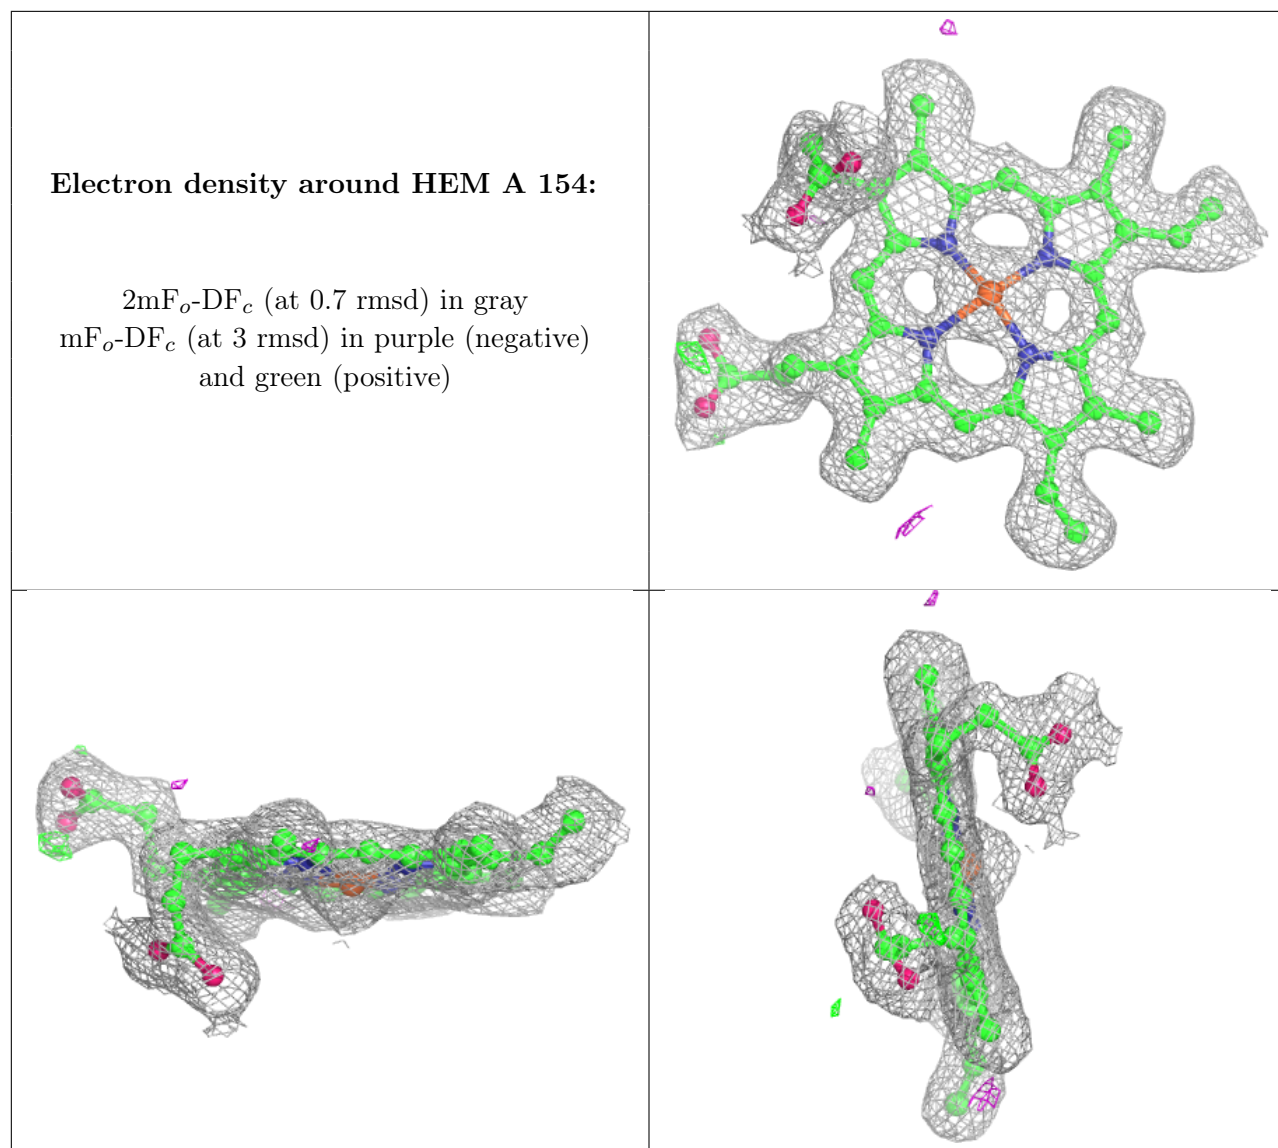 Electron density around HEM A 154:
2mFo-DFc (at 0.7 rmsd) in gray
mFo-DFc (at 3 rmsd) in purple (negative)
and green (positive)